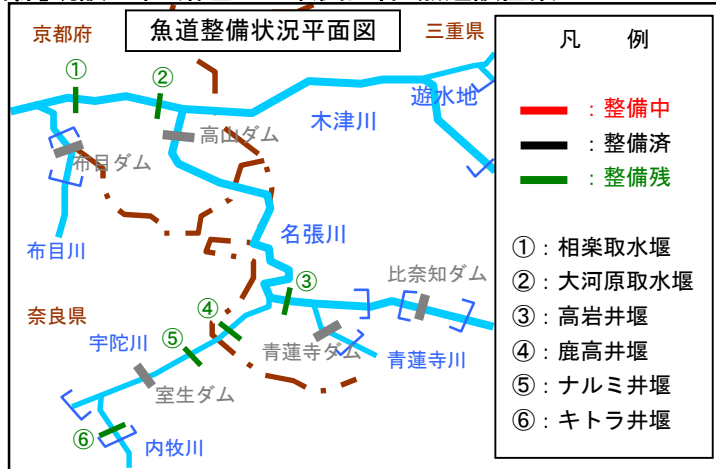 魚道整備状況平面図
京都府
三重県
①
②
遊水地
木津川
高山ダム
布目ダム
布目川
名張川
比奈知ダム
③
奈良県
④
宇陀川
⑤
青蓮寺ダム
青蓮寺川
室生ダム
⑥
内牧川
凡 例
：整備中
：整備済
：整備残
①：相楽取水堰
②：大河原取水堰
③：高岩井堰
④：鹿高井堰
⑤：ナルミ井堰
⑥：キトラ井堰